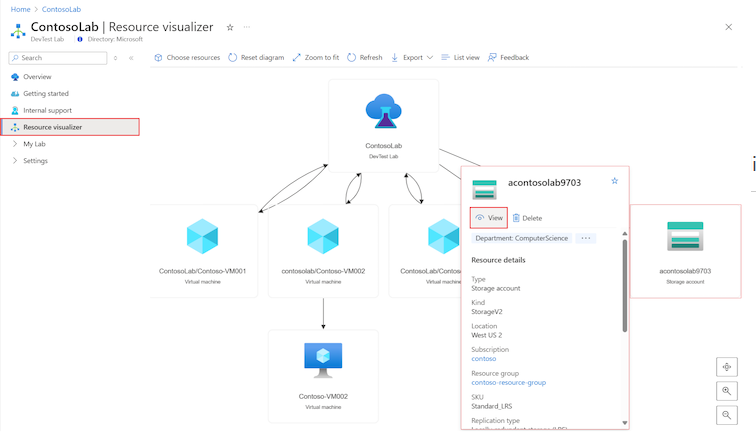 Home > ContosoLab
ContosoLab | Resource visualizer ☆ ···
DevTest Lab Directory: Microsoft
Search
Choose resources Reset diagram Zoom to fit Refresh Export List view Feedback
Overview
Getting started
Internal support
Resource visualizer
My Lab
Settings
ContosoLab
DevTest Lab
ContosoLab/Contoso-VM001
Virtual machine
contosolab/Contoso-VM002
Virtual machine
ContosoLab/Cont
Virtual machine
Contoso-VM002
Virtual machine
acontosolab9703
View Delete
Department: ComputerScience ···
Resource details
Type
Storage account
Kind
StorageV2
Location
West US 2
Subscription
contoso
Resource group
contoso-resource-group
SKU
Standard_LRS
Replication type
acontosolab9703
Storage account